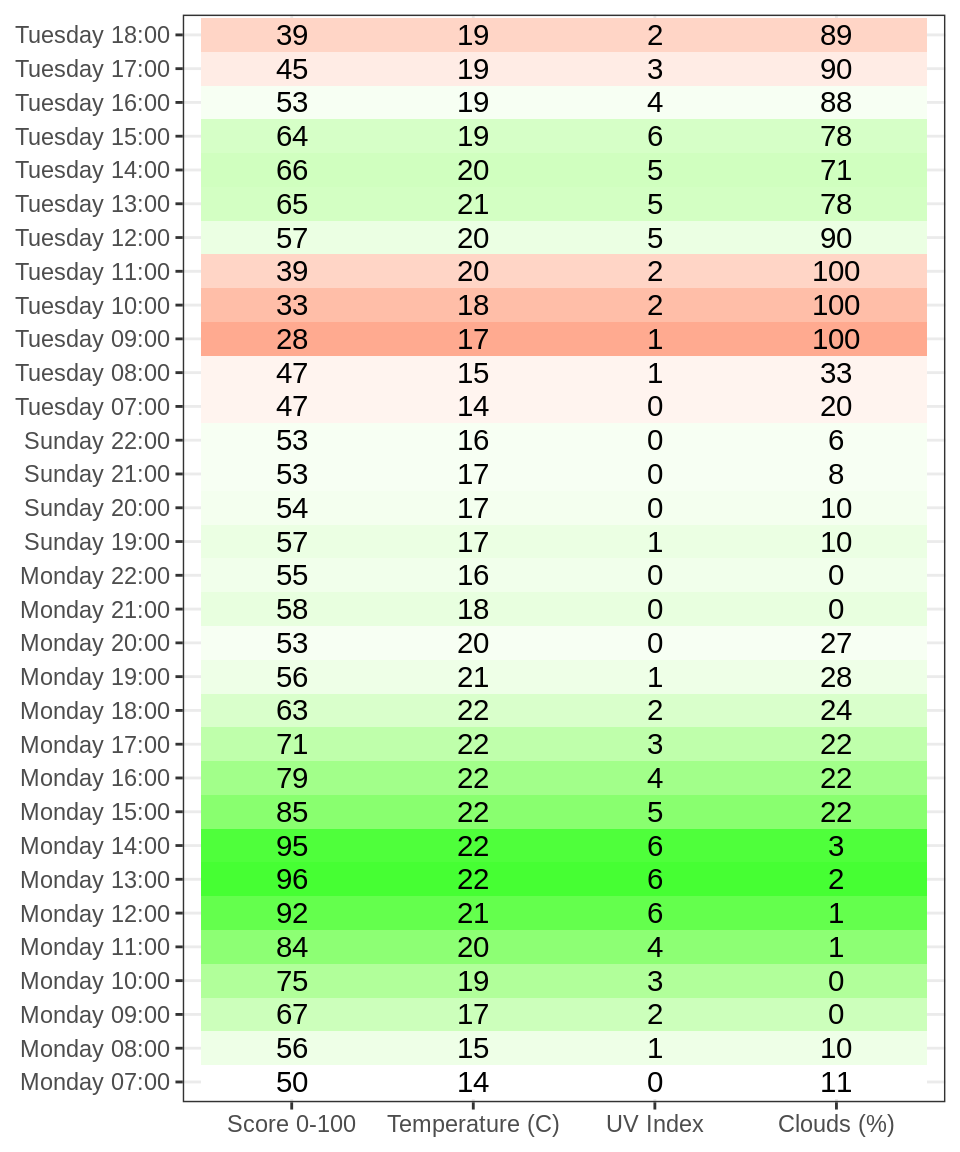 Tuesday 18:00 39 19 2 89
Tuesday 17:00 45 19 3 90
Tuesday 16:00 53 19 4 88
Tuesday 15:00 64 19 6 78
Tuesday 14:00 66 20 5 71
Tuesday 13:00 65 21 5 78
Tuesday 12:00 57 20 5 90
Tuesday 11:00 39 20 2 100
Tuesday 10:00 33 18 2 100
Tuesday 09:00 28 17 1 100
Tuesday 08:00 47 15 1 33
Tuesday 07:00 47 14 0 20
Sunday 22:00 53 16 0 6
Sunday 21:00 53 17 0 8
Sunday 20:00 54 17 0 10
Sunday 19:00 57 17 1 10
Monday 22:00 55 16 0 0
Monday 21:00 58 18 0 0
Monday 20:00 53 20 0 27
Monday 19:00 56 21 1 28
Monday 18:00 63 22 2 24
Monday 17:00 71 22 3 22
Monday 16:00 79 22 4 22
Monday 15:00 85 22 5 22
Monday 14:00 95 22 6 3
Monday 13:00 96 22 6 2
Monday 12:00 92 21 6 1
Monday 11:00 84 20 4 1
Monday 10:00 75 19 3 0
Monday 09:00 67 17 2 0
Monday 08:00 56 15 1 10
Monday 07:00 50 14 0 11
Score 0-100 Temperature (C) UV Index Clouds (%)